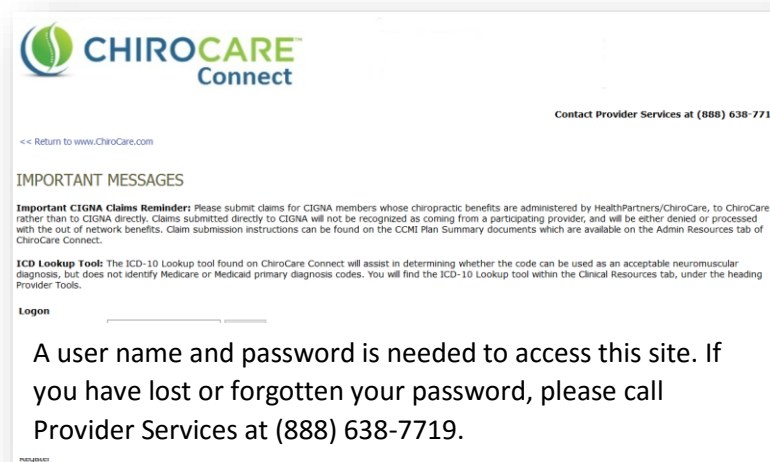 CHIROCARE™
Connect
Contact Provider Services at (888) 638-771
<< Return to www.ChiroCare.com
IMPORTANT MESSAGES
Important CIGNA Claims Reminder: Please submit claims for CIGNA members whose chiropractic benefits are administered by HealthPartners/ChiroCare, to ChiroCare
rather than to CIGNA directly. Claims submitted directly to CIGNA will not be recognized as coming from a participating provider, and will be either denied or processed
with the out of network benefits. Claim submission instructions can be found on the CCMI Plan Summary documents which are available on the Admin Resources tab of
ChiroCare Connect.
ICD Lookup Tool: The ICD-10 Lookup tool found on ChiroCare Connect will assist in determining whether the code can be used as an acceptable neuromuscular
diagnosis, but does not identify Medicare or Medicaid primary diagnosis codes. You will find the ICD-10 Lookup tool within the Clinical Resources tab, under the heading
Provider Tools.
Logon
A user name and password is needed to access this site. If
you have lost or forgotten your password, please call
Provider Services at (888) 638-7719.